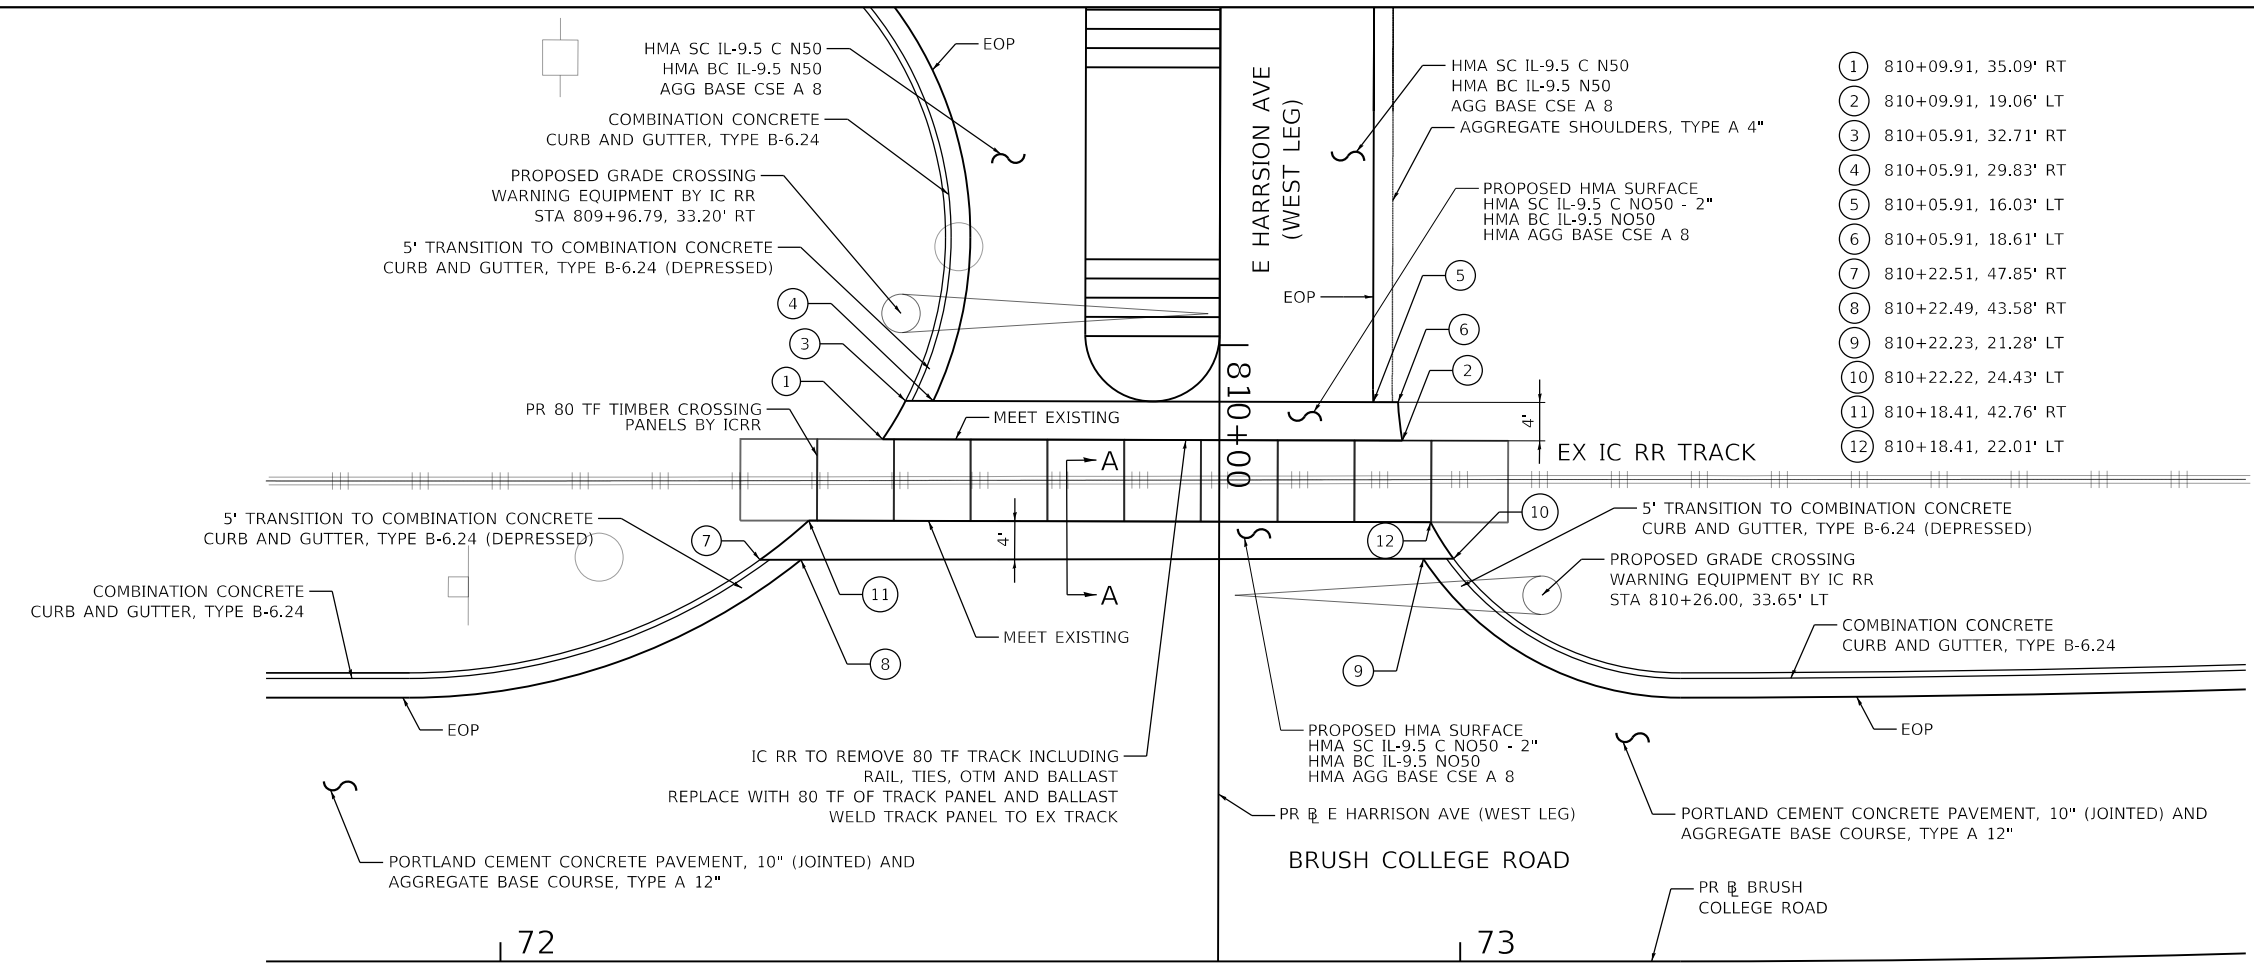 HMA SC IL-9.5 C N50
HMA BC IL-9.5 N50
AGG BASE CSE A 8
COMBINATION CONCRETE
CURB AND GUTTER, TYPE B-6.24
PROPOSED GRADE CROSSING
WARNING EQUIPMENT BY IC RR
STA 809+96.79, 33.20' RT
5' TRANSITION TO COMBINATION CONCRETE
CURB AND GUTTER, TYPE B-6.24 (DEPRESSED)
4
3
1
PR 80 TF TIMBER CROSSING
PANELS BY ICRR
EOP
MEET EXISTING
E HARRSION AVE
(WEST LEG)
810+00
HMA SC IL-9.5 C N50
HMA BC IL-9.5 N50
AGG BASE CSE A 8
AGGREGATE SHOULDERS, TYPE A 4"
PROPOSED HMA SURFACE
HMA SC IL-9.5 C NO50 - 2"
HMA BC IL-9.5 NO50
HMA AGG BASE CSE A 8
EOP
5
6
2
4'
EX IC RR TRACK
1 810+09.91, 35.09' RT
2 810+09.91, 19.06' LT
3 810+05.91, 32.71' RT
4 810+05.91, 29.83' RT
5 810+05.91, 16.03' LT
6 810+05.91, 18.61' LT
7 810+22.51, 47.85' RT
8 810+22.49, 43.58' RT
9 810+22.23, 21.28' LT
10 810+22.22, 24.43' LT
11 810+18.41, 42.76' RT
12 810+18.41, 22.01' LT
A
A
4'
5' TRANSITION TO COMBINATION CONCRETE
CURB AND GUTTER, TYPE B-6.24 (DEPRESSED)
7
COMBINATION CONCRETE
CURB AND GUTTER, TYPE B-6.24
11
8
MEET EXISTING
EOP
12
10
9
5' TRANSITION TO COMBINATION CONCRETE
CURB AND GUTTER, TYPE B-6.24 (DEPRESSED)
PROPOSED GRADE CROSSING
WARNING EQUIPMENT BY IC RR
STA 810+26.00, 33.65' LT
COMBINATION CONCRETE
CURB AND GUTTER, TYPE B-6.24
EOP
IC RR TO REMOVE 80 TF TRACK INCLUDING
RAIL, TIES, OTM AND BALLAST
REPLACE WITH 80 TF OF TRACK PANEL AND BALLAST
WELD TRACK PANEL TO EX TRACK
PROPOSED HMA SURFACE
HMA SC IL-9.5 C NO50 - 2"
HMA BC IL-9.5 NO50
HMA AGG BASE CSE A 8
PR BL E HARRISON AVE (WEST LEG)
PORTLAND CEMENT CONCRETE PAVEMENT, 10" (JOINTED) AND
AGGREGATE BASE COURSE, TYPE A 12"
PORTLAND CEMENT CONCRETE PAVEMENT, 10" (JOINTED) AND
AGGREGATE BASE COURSE, TYPE A 12"
BRUSH COLLEGE ROAD
PR BL BRUSH
COLLEGE ROAD
72
73